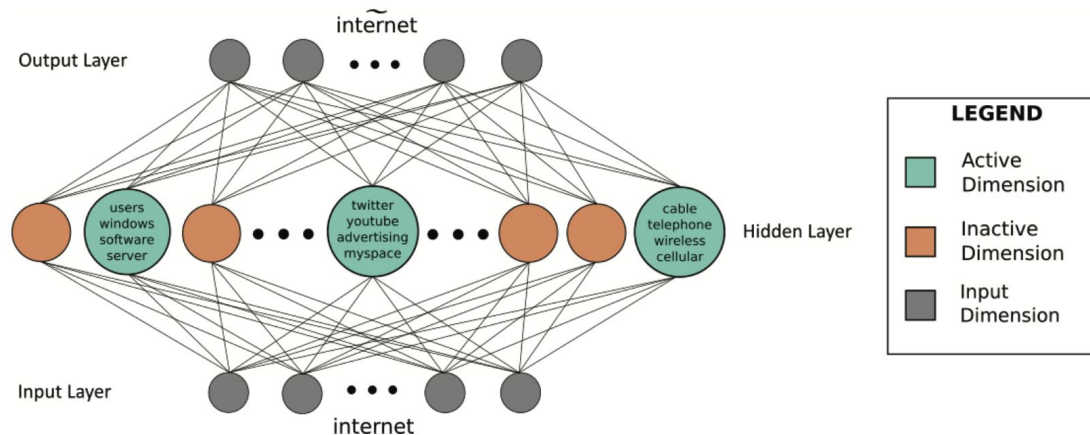 internet
Output Layer
users
windows
software
server
twitter
youtube
advertising
myspace
cable
telephone
wireless
cellular
Hidden Layer
Input Layer
internet
LEGEND
Active
Dimension
Inactive
Dimension
Input
Dimension